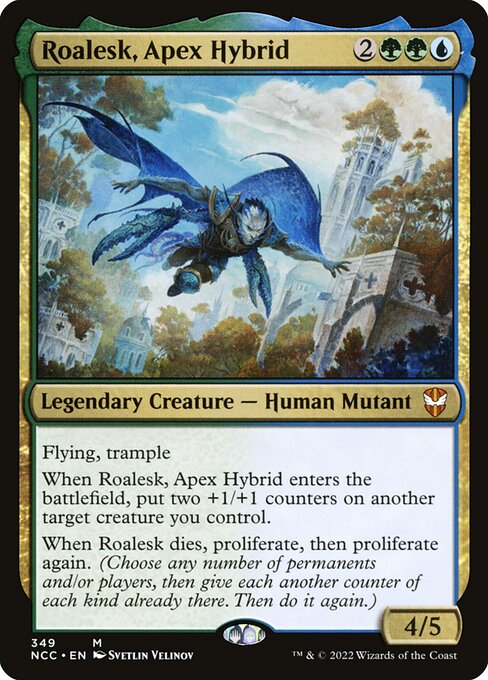 Roalesk, Apex Hybrid 2
Legendary Creature — Human Mutant
Flying, trample
When Roalesk, Apex Hybrid enters the
battlefield, put two +1/+1 counters on another
target creature you control.
When Roalesk dies, proliferate, then proliferate
again. (Choose any number of permanents
and/or players, then give each another counter of
each kind already there. Then do it again.)
4/5
349 M
NCC • EN Svetlin Velinov
™ & © 2022 Wizards of the Coast